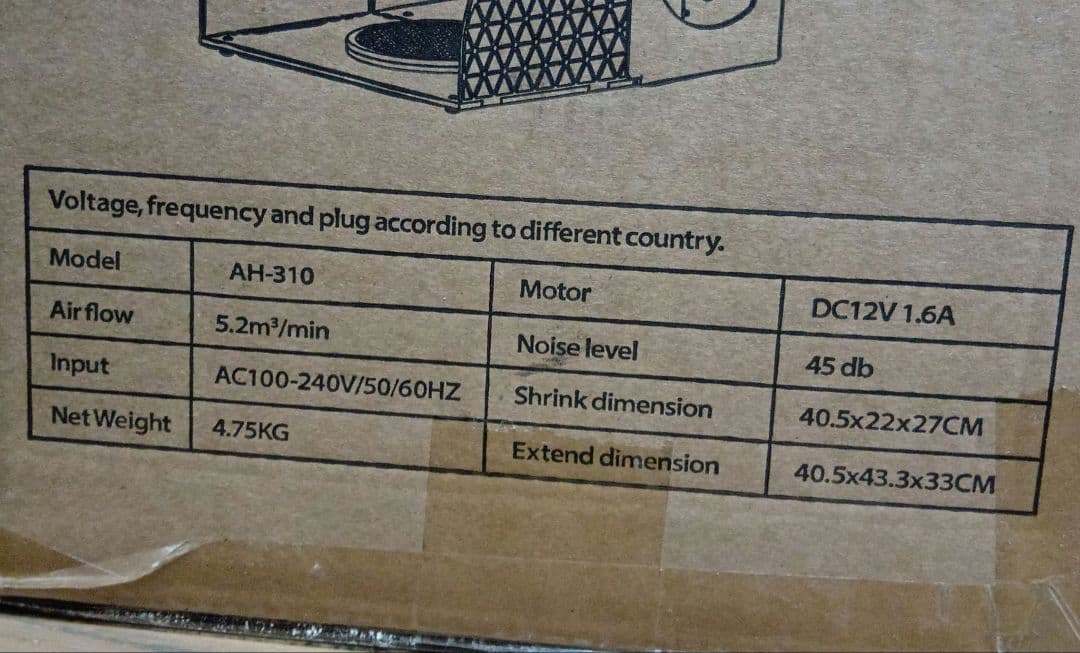 Voltage, frequency and plug according to different country.
Model AH-310 Motor DC12V 1.6A
Air flow 5.2m³/min Noise level 45 db
Input AC100-240V/50/60HZ Shrink dimension 40.5x22x27CM
Net Weight 4.75KG Extend dimension 40.5x43.3x33CM